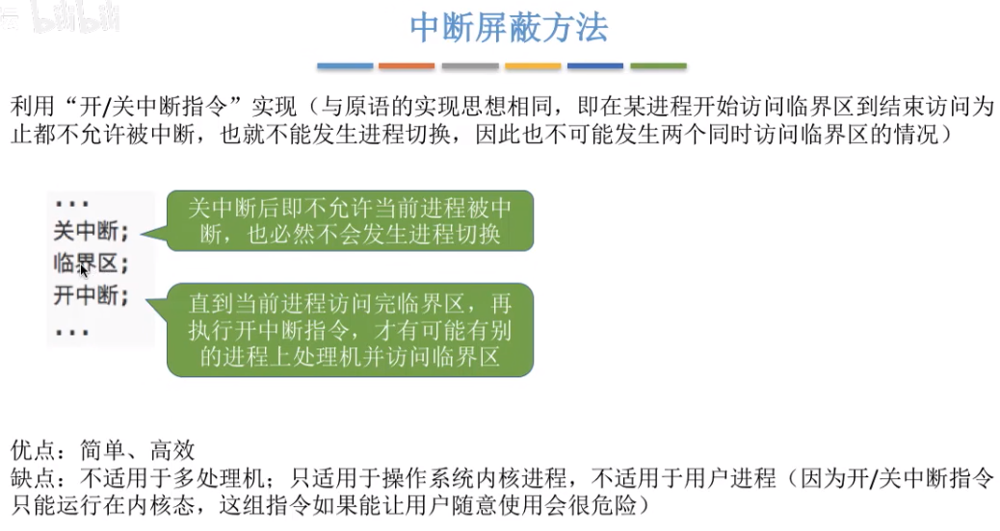 bilibili
中断屏蔽方法
利用“开/关中断指令”实现（与原语的实现思想相同，即在某进程开始访问临界区到结束访问为
止都不允许被中断，也就不能发生进程切换，因此也不可能发生两个同时访问临界区的情况）
...
关中断;
临界区;
开中断;
...
关中断后即不允许当前进程被中
断，也必然不会发生进程切换
直到当前进程访问完临界区，再
执行开中断指令，才有可能有别
的进程上处理机并访问临界区
优点：简单、高效
缺点：不适用于多处理机；只适用于操作系统内核进程，不适用于用户进程（因为开/关中断指令
只能运行在内核态，这组指令如果能让用户随意使用会很危险）